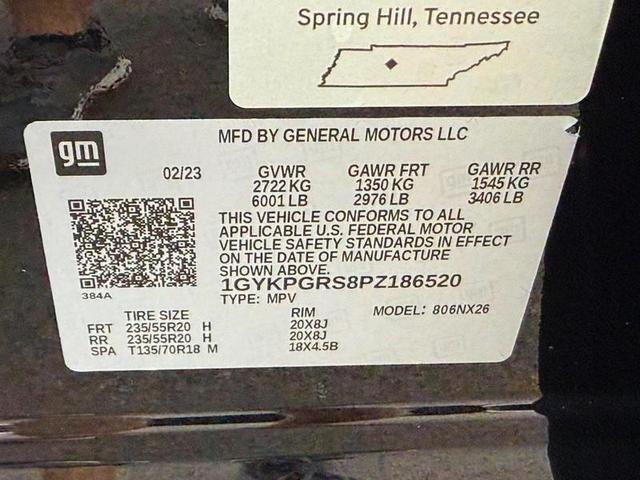 Spring Hill, Tennessee
gm
MFD BY GENERAL MOTORS LLC
02/23 GVWR GAWR FRT GAWR RR
2722 KG 1350 KG 1545 KG
6001 LB 2976 LB 3406 LB
THIS VEHICLE CONFORMS TO ALL
APPLICABLE U.S. FEDERAL MOTOR
VEHICLE SAFETY STANDARDS IN EFFECT
ON THE DATE OF MANUFACTURE
SHOWN ABOVE.
1GYKPGRS8PZ186520
384A
TYPE: MPV
TIRE SIZE RIM MODEL: 806NX26
FRT 235/55R20 H 20X8J
RR 235/55R20 H 20X8J
SPA T135/70R18 M 18X4.5B